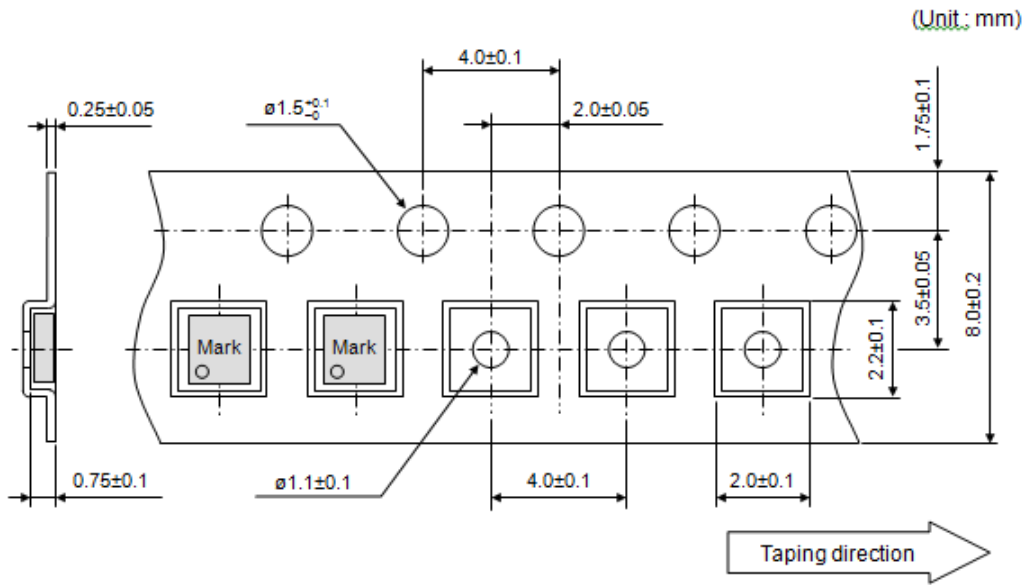 (Unit : mm)
4.0±0.1
0.25±0.05
ø1.5+0.1 -0
2.0±0.05
1.75±0.1
3.5±0.05
8.0±0.2
Mark
Mark
2.2±0.1
0.75±0.1
ø1.1±0.1
4.0±0.1
2.0±0.1
Taping direction